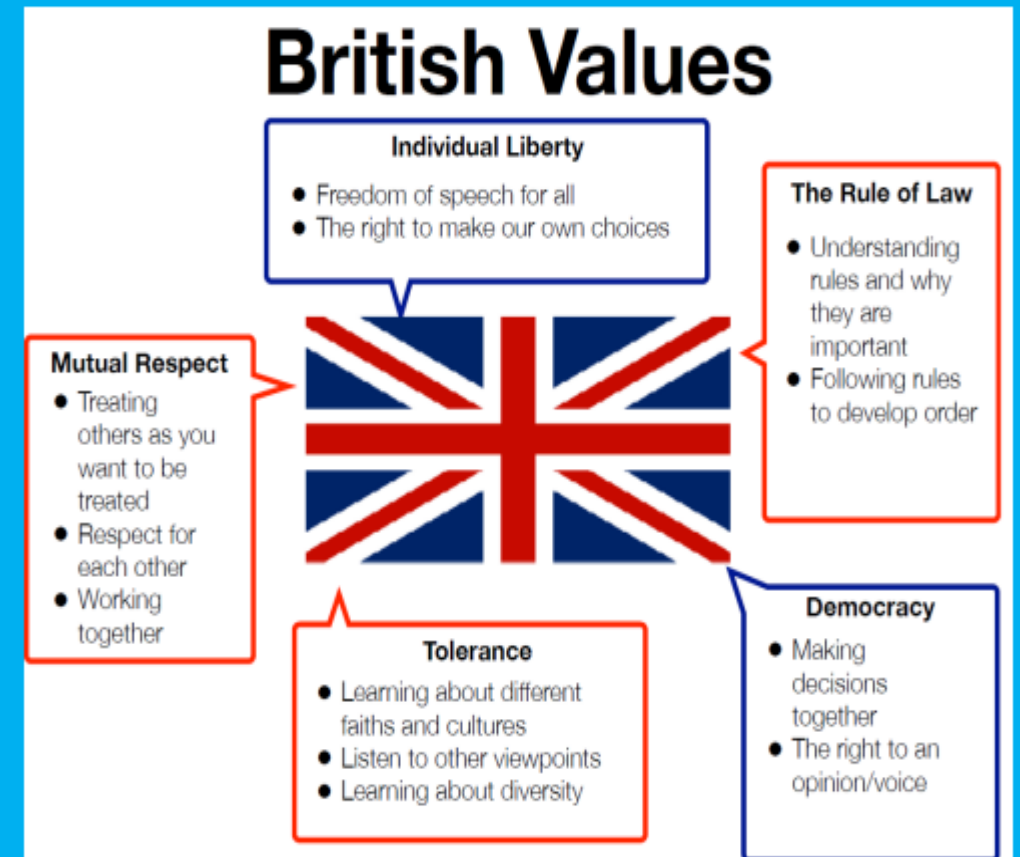 British Values
Individual Liberty
● Freedom of speech for all
● The right to make our own choices
The Rule of Law
● Understanding
rules and why
they are
important
● Following rules
to develop order
Mutual Respect
● Treating
others as you
want to be
treated
● Respect for
each other
● Working
together
Tolerance
● Learning about different
faiths and cultures
● Listen to other viewpoints
● Learning about diversity
Democracy
● Making
decisions
together
● The right to an
opinion/voice